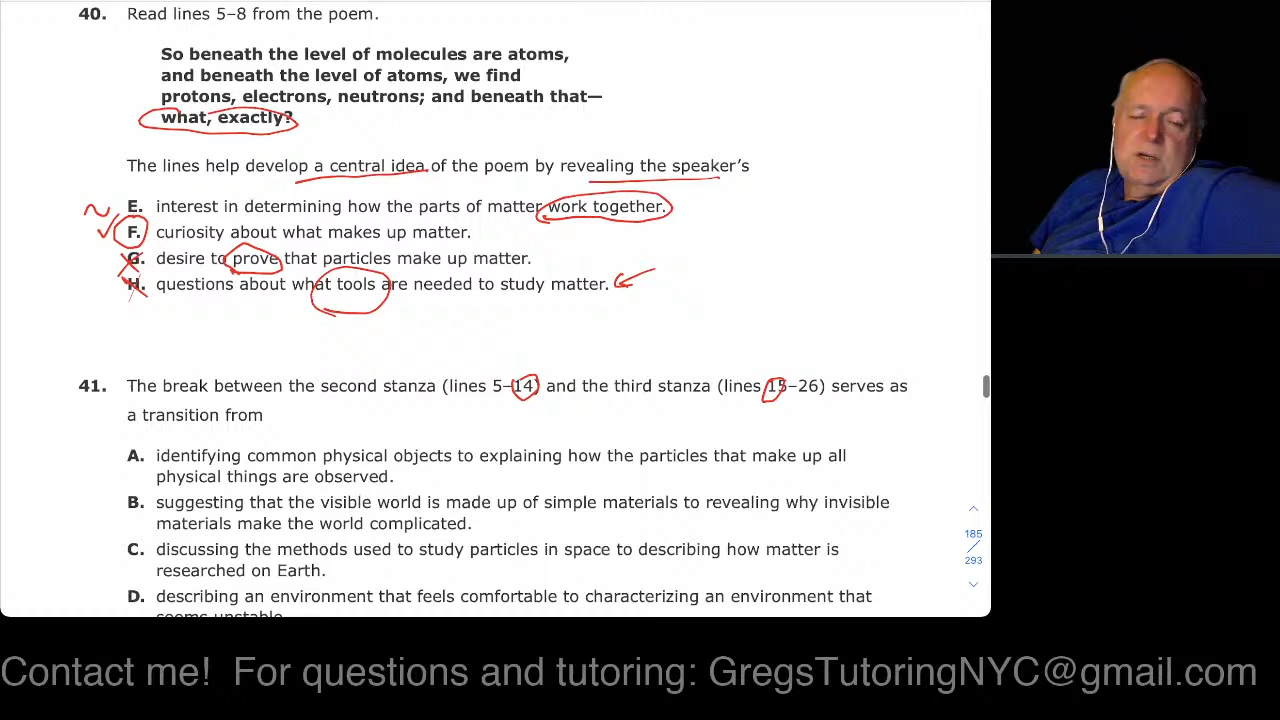 40. Read lines 5–8 from the poem.
So beneath the level of molecules are atoms,
and beneath the level of atoms, we find
protons, electrons, neutrons; and beneath that—
what, exactly?
The lines help develop a central idea of the poem by revealing the speaker's
E. interest in determining how the parts of matter work together.
F. curiosity about what makes up matter.
G. desire to prove that particles make up matter.
H. questions about what tools are needed to study matter.
41. The break between the second stanza (lines 5–14) and the third stanza (lines 15–26) serves as
a transition from
A. identifying common physical objects to explaining how the particles that make up all
physical things are observed.
B. suggesting that the visible world is made up of simple materials to revealing why invisible
materials make the world complicated.
C. discussing the methods used to study particles in space to describing how matter is
researched on Earth.
D. describing an environment that feels comfortable to characterizing an environment that
seems unstable.
185
293
Contact me! For questions and tutoring: GregsTutoringNYC@gmail.com